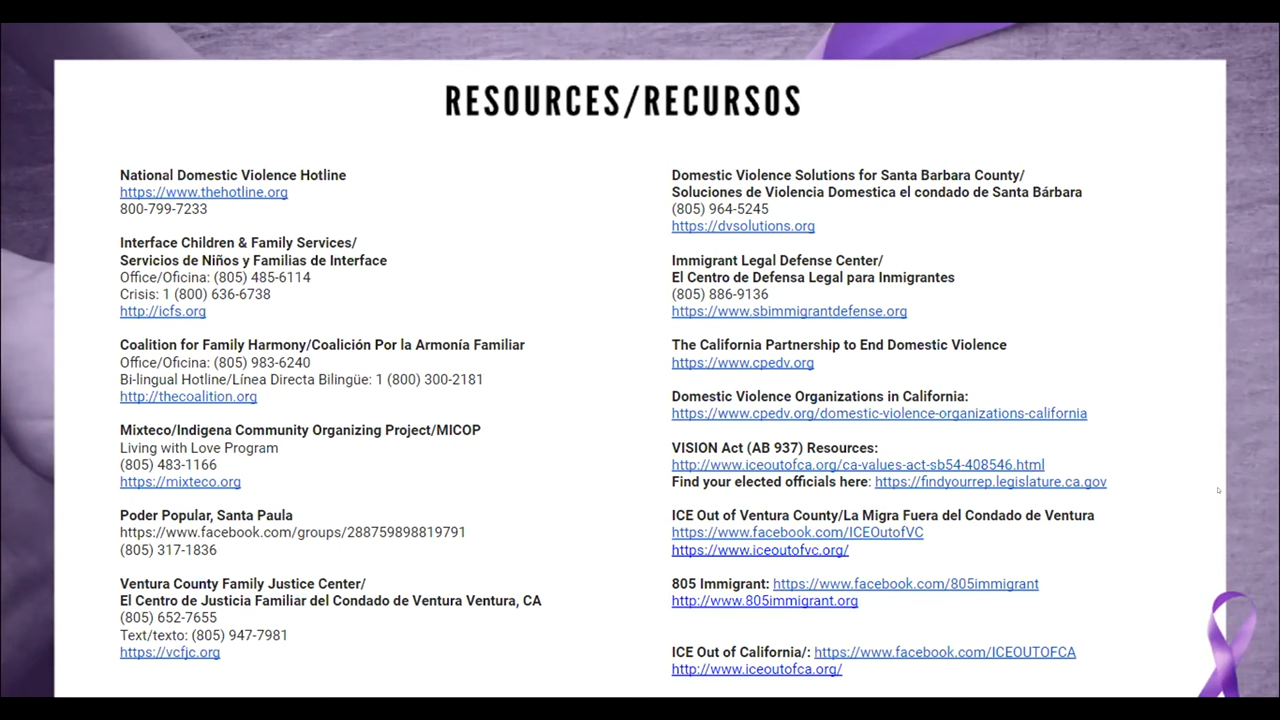 RESOURCES/RECURSOS
National Domestic Violence Hotline
https://www.thehotline.org
800-799-7233
Interface Children & Family Services/
Servicios de Niños y Familias de Interface
Office/Oficina: (805) 485-6114
Crisis: 1 (800) 636-6738
http://icfs.org
Coalition for Family Harmony/Coalición Por la Armonía Familiar
Office/Oficina: (805) 983-6240
Bi-lingual Hotline/Línea Directa Bilingüe: 1 (800) 300-2181
http://thecoalition.org
Mixteco/Indigena Community Organizing Project/MICOP
Living with Love Program
(805) 483-1166
https://mixteco.org
Poder Popular, Santa Paula
https://www.facebook.com/groups/288759898819791
(805) 317-1836
Ventura County Family Justice Center/
El Centro de Justicia Familiar del Condado de Ventura Ventura, CA
(805) 652-7655
Text/texto: (805) 947-7981
https://vcfjc.org
Domestic Violence Solutions for Santa Barbara County/
Soluciones de Violencia Domestica el condado de Santa Bárbara
(805) 964-5245
https://dvsolutions.org
Immigrant Legal Defense Center/
El Centro de Defensa Legal para Inmigrantes
(805) 886-9136
https://www.sbimmigrantdefense.org
The California Partnership to End Domestic Violence
https://www.cpedv.org
Domestic Violence Organizations in California:
https://www.cpedv.org/domestic-violence-organizations-california
VISION Act (AB 937) Resources:
http://www.iceoutofca.org/ca-values-act-sb54-408546.html
Find your elected officials here: https://findyourrep.legislature.ca.gov
ICE Out of Ventura County/La Migra Fuera del Condado de Ventura
https://www.facebook.com/ICEOutofVC
https://www.iceoutofvc.org/
805 Immigrant: https://www.facebook.com/805immigrant
http://www.805immigrant.org
ICE Out of California/: https://www.facebook.com/ICEOUTOFCA
http://www.iceoutofca.org/